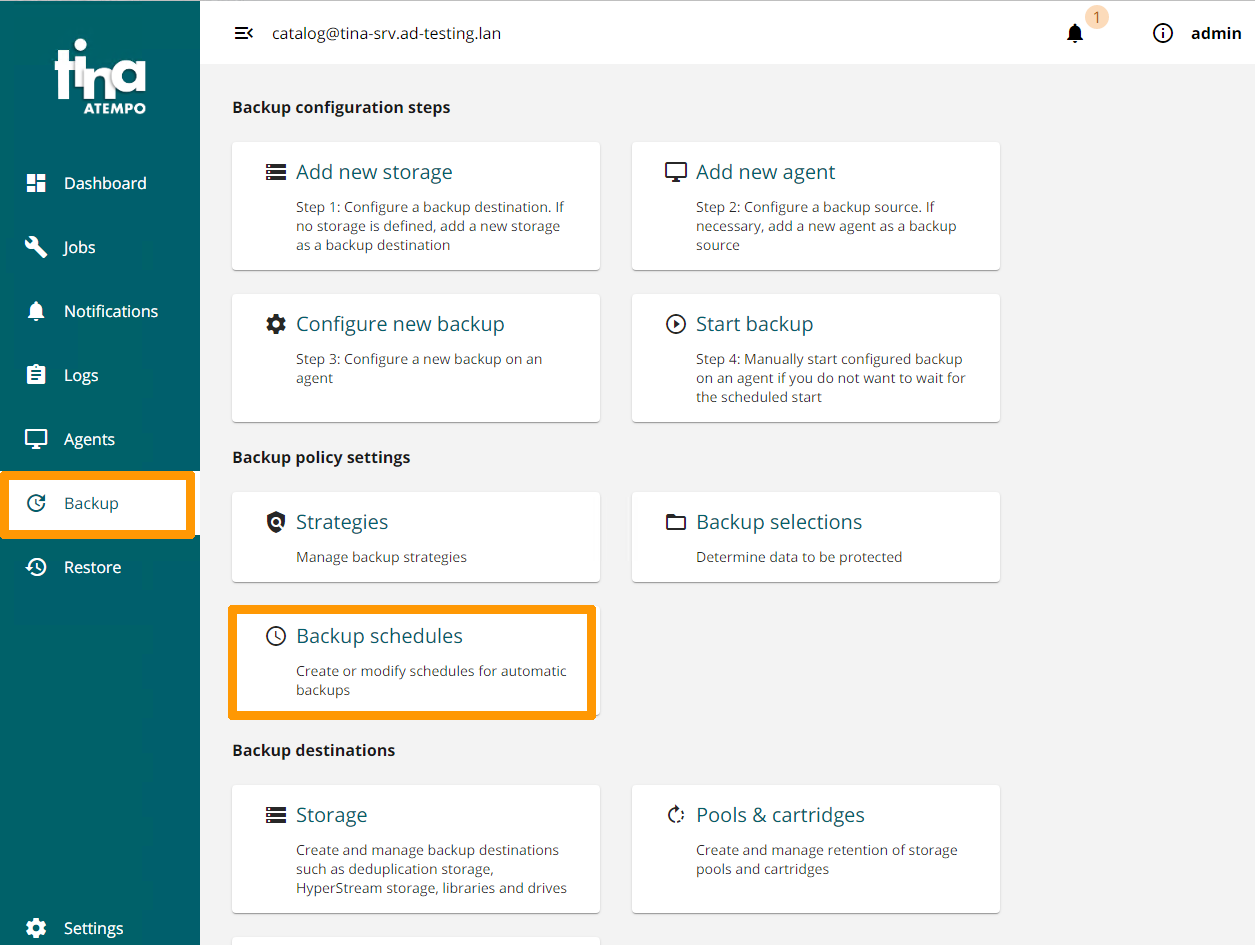 catalog@tina-srv.ad-testing.lan
1
admin
tina
ATEMPO
Dashboard
Jobs
Notifications
Logs
Agents
Backup
Restore
Settings
Backup configuration steps
Add new storage
Step 1: Configure a backup destination. If
no storage is defined, add a new storage
as a backup destination
Add new agent
Step 2: Configure a backup source. If
necessary, add a new agent as a backup
source
Configure new backup
Step 3: Configure a new backup on an
agent
Start backup
Step 4: Manually start configured backup
on an agent if you do not want to wait for
the scheduled start
Backup policy settings
Strategies
Manage backup strategies
Backup selections
Determine data to be protected
Backup schedules
Create or modify schedules for automatic
backups
Backup destinations
Storage
Create and manage backup destinations
such as deduplication storage,
HyperStream storage, libraries and drives
Pools & cartridges
Create and manage retention of storage
pools and cartridges